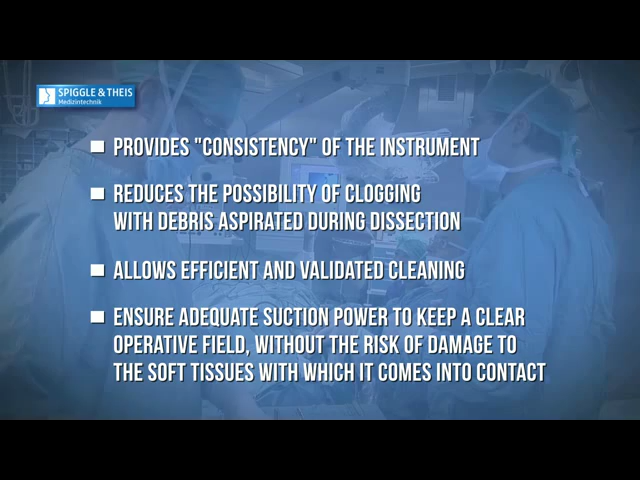 SPIGGLE & THEIS
Medizintechnik
PROVIDES "CONSISTENCY" OF THE INSTRUMENT
REDUCES THE POSSIBILITY OF CLOGGING
WITH DEBRIS ASPIRATED DURING DISSECTION
ALLOWS EFFICIENT AND VALIDATED CLEANING
ENSURE ADEQUATE SUCTION POWER TO KEEP A CLEAR
OPERATIVE FIELD, WITHOUT THE RISK OF DAMAGE TO
THE SOFT TISSUES WITH WHICH IT COMES INTO CONTACT